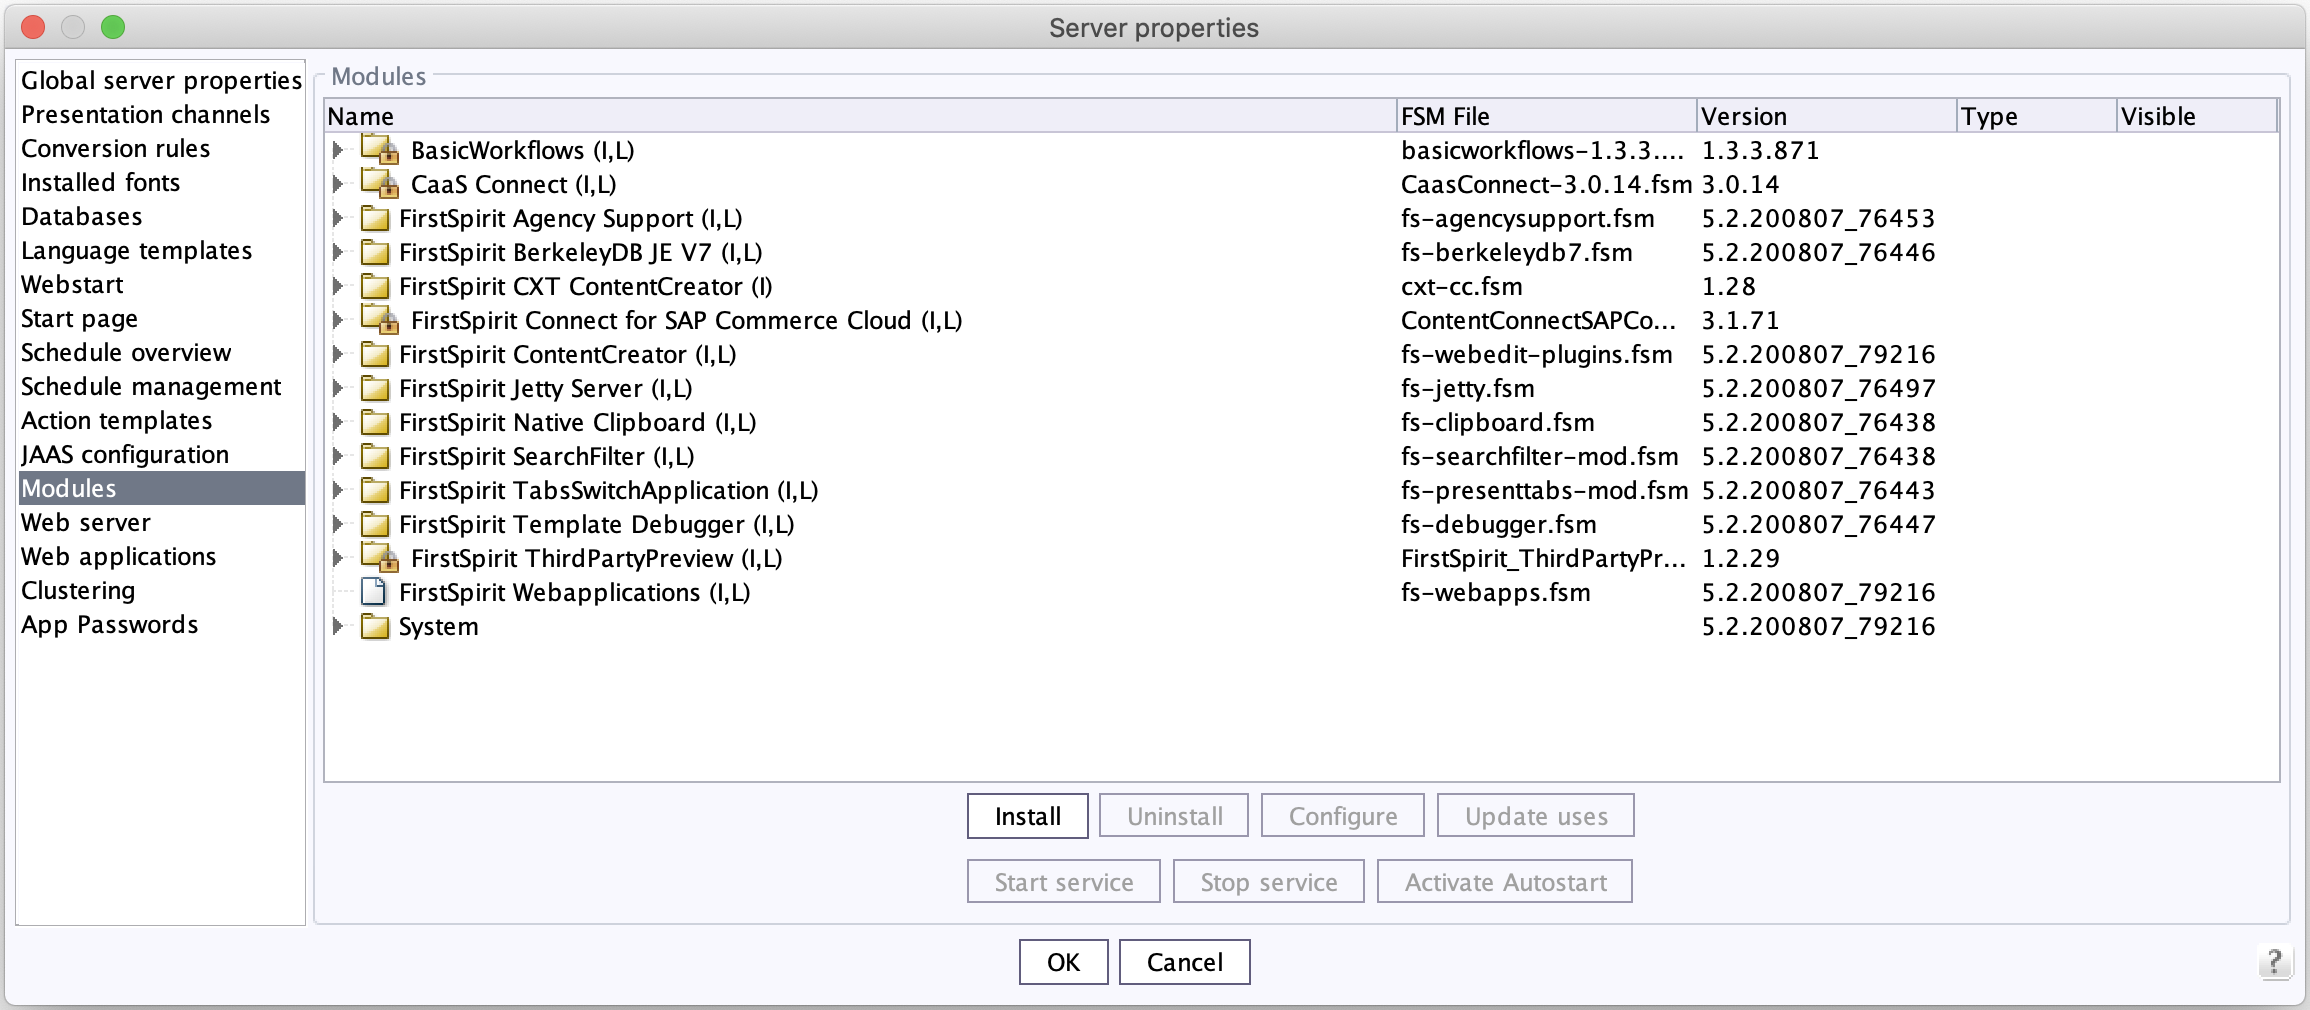 Server properties
Global server properties
Presentation channels
Conversion rules
Installed fonts
Databases
Language templates
Webstart
Start page
Schedule overview
Schedule management
Action templates
JAAS configuration
Modules
Web server
Web applications
Clustering
App Passwords
Modules
Name FSM File Version Type Visible
BasicWorkflows (I,L) basicworkflows-1.3.3.... 1.3.3.871
CaaS Connect (I,L) CaasConnect-3.0.14.fsm 3.0.14
FirstSpirit Agency Support (I,L) fs-agencysupport.fsm 5.2.200807_76453
FirstSpirit BerkeleyDB JE V7 (I,L) fs-berkeleydb7.fsm 5.2.200807_76446
FirstSpirit CXT ContentCreator (I) cxt-cc.fsm 1.28
FirstSpirit Connect for SAP Commerce Cloud (I,L) ContentConnectSAPCo... 3.1.71
FirstSpirit ContentCreator (I,L) fs-webedit-plugins.fsm 5.2.200807_79216
FirstSpirit Jetty Server (I,L) fs-jetty.fsm 5.2.200807_76497
FirstSpirit Native Clipboard (I,L) fs-clipboard.fsm 5.2.200807_76438
FirstSpirit SearchFilter (I,L) fs-searchfilter-mod.fsm 5.2.200807_76438
FirstSpirit TabsSwitchApplication (I,L) fs-presenttabs-mod.fsm 5.2.200807_76443
FirstSpirit Template Debugger (I,L) fs-debugger.fsm 5.2.200807_76447
FirstSpirit ThirdPartyPreview (I,L) FirstSpirit_ThirdPartyPr... 1.2.29
FirstSpirit Webapplications (I,L) fs-webapps.fsm 5.2.200807_79216
System 5.2.200807_79216
Install Uninstall Configure Update uses
Start service Stop service Activate Autostart
OK Cancel
?